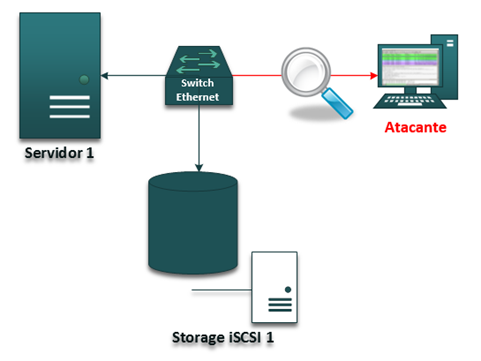 Switch
Ethernet
Atacante
Servidor 1
Storage iSCSI 1